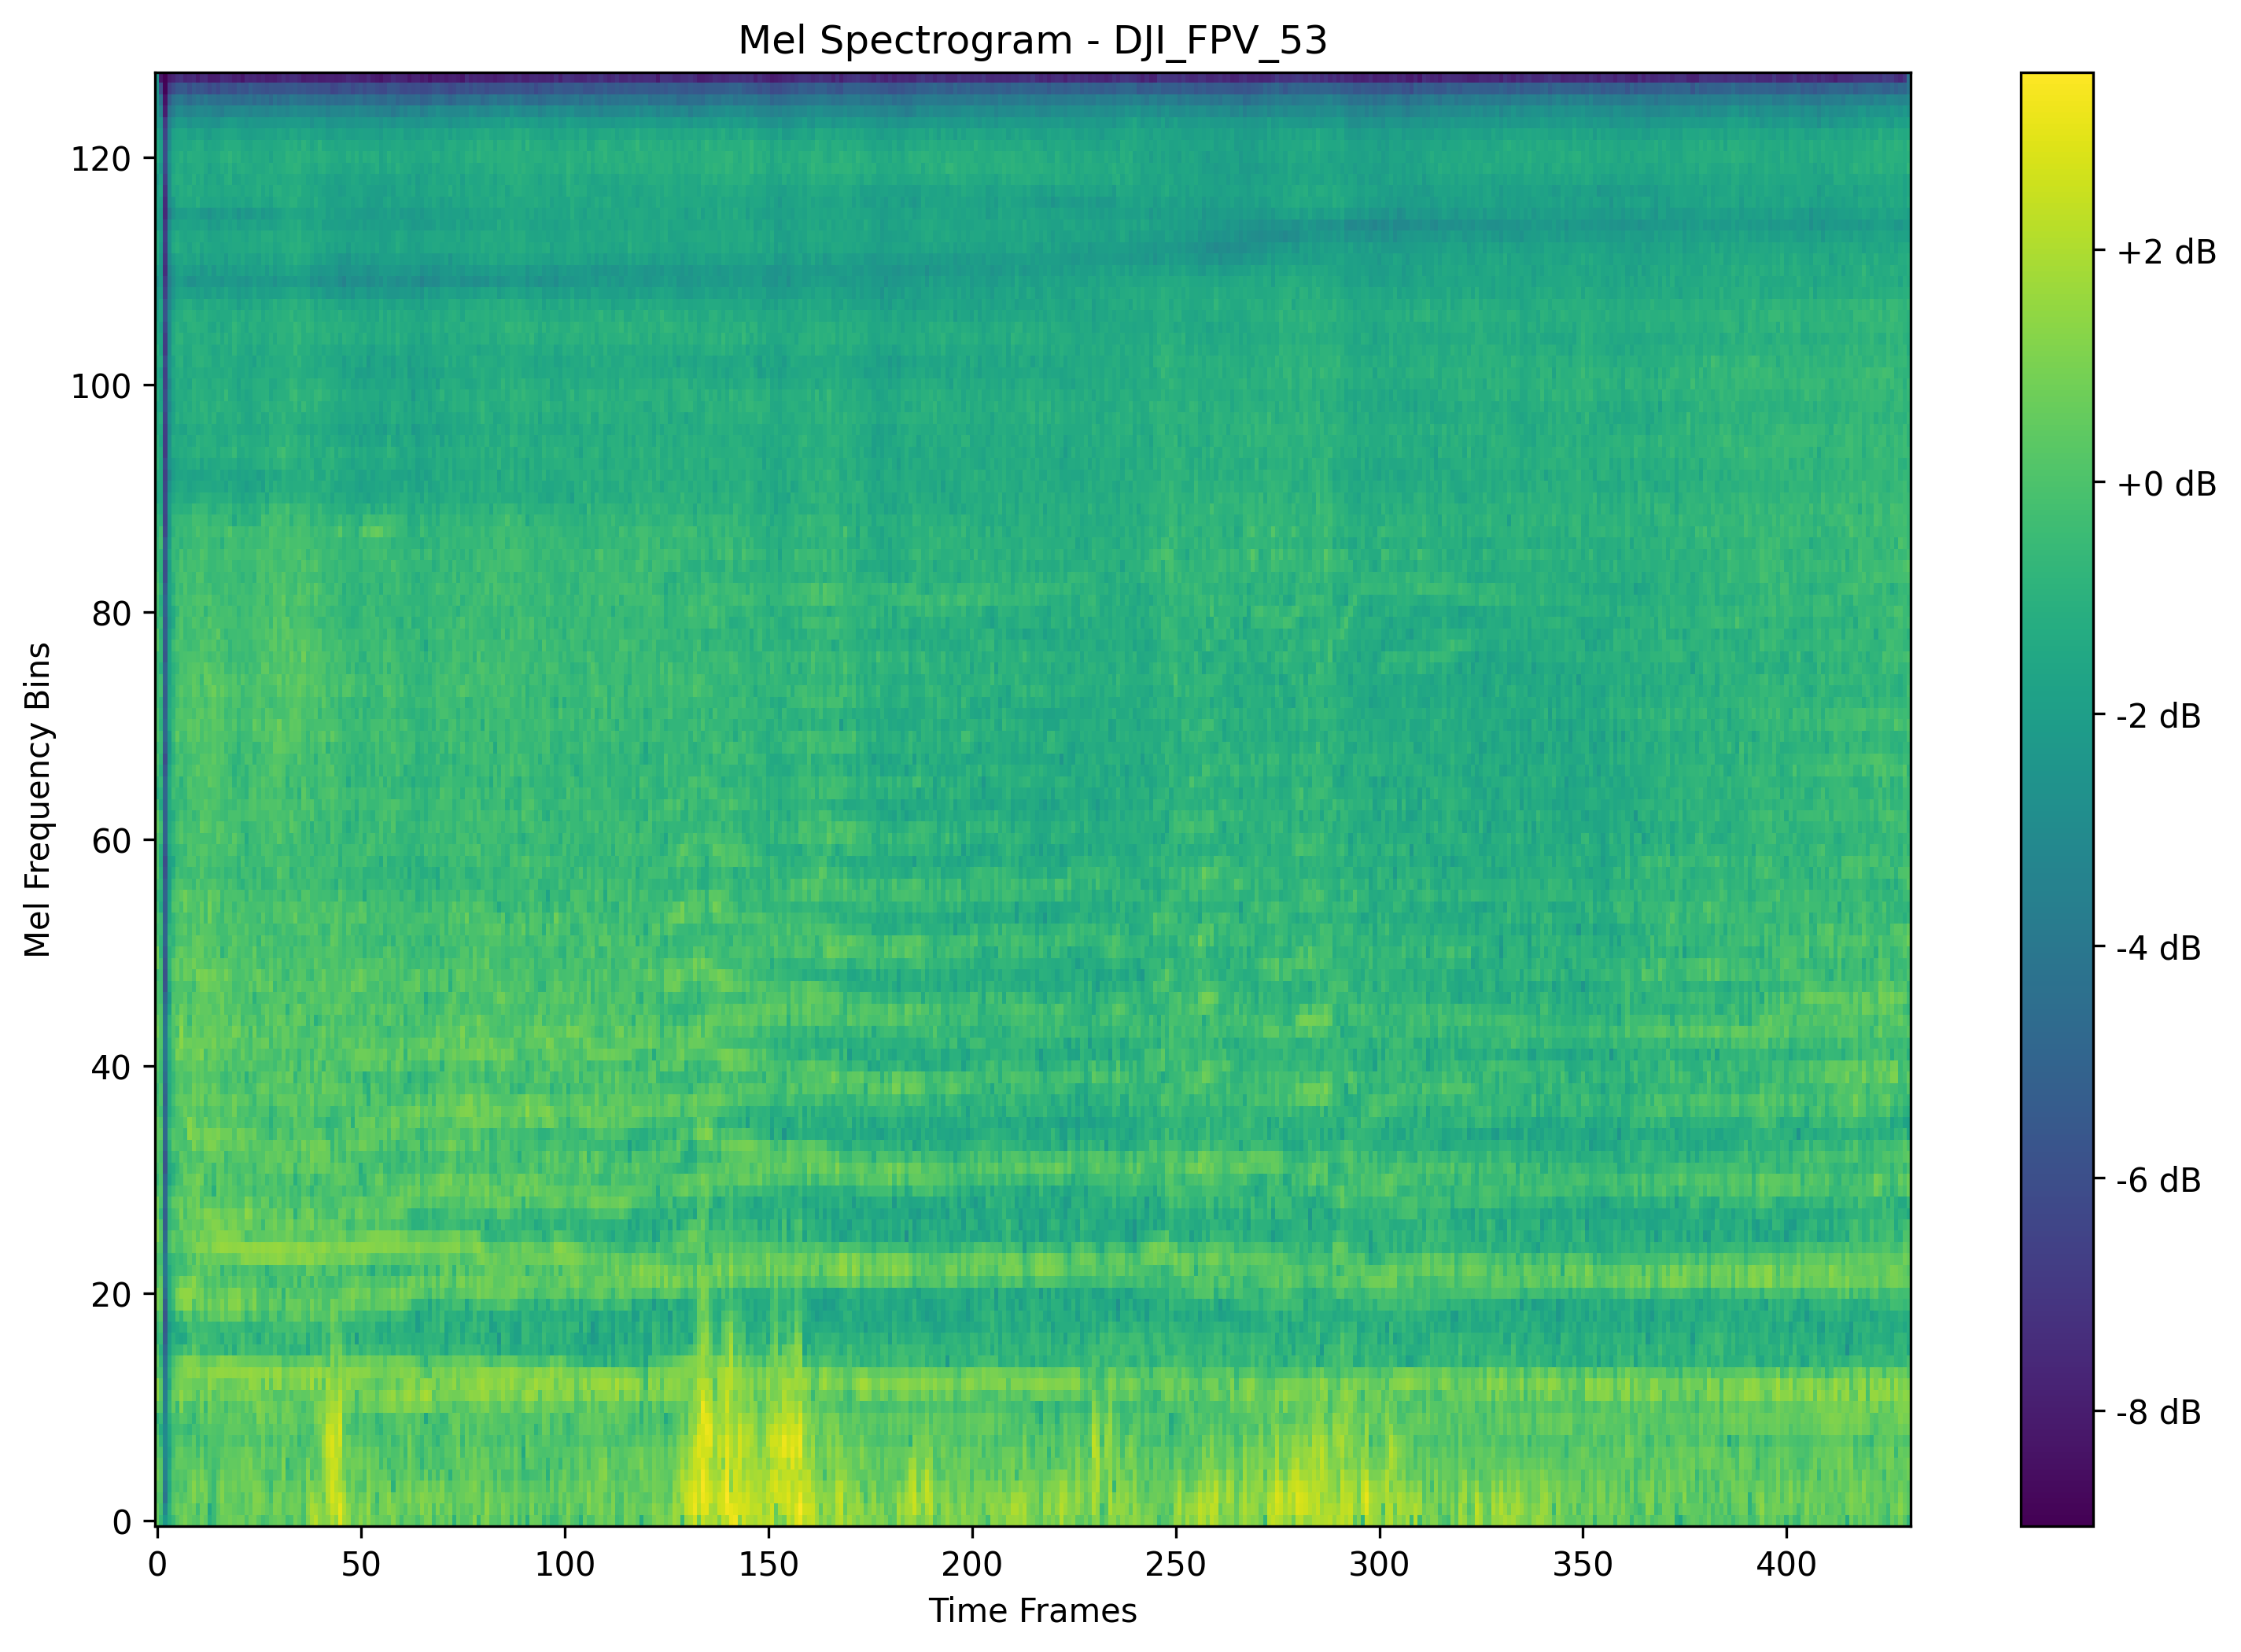 Mel Spectrogram - DJI_FPV_53
Mel Frequency Bins
120
100
80
60
40
20
0
0 50 100 150 200 250 300 350 400
Time Frames
+2 dB
+0 dB
-2 dB
-4 dB
-6 dB
-8 dB